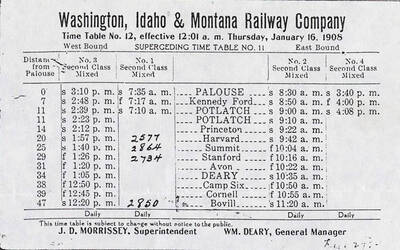 Washington, Idaho & Montana Railway Company
Time Table No. 12, effective 12:01 a. m. Thursday, January 16, 1908
West Bound SUPERCEDING TIME TABLE NO. 11 East Bound
Distance from Palouse No. 3 Second Class Mixed No. 1 Second Class Mixed No. 2 Second Class Mixed No. 4 Second Class Mixed
0 s 3:10 p. m. s 7:35 a. m. PALOUSE s 8:30 a. m. s 3:40 p. m.
7 s 2:48 p. m. f 7:17 a. m. Kennedy Ford s 8:50 a. m. f 4:00 p. m.
11 s 2:39 p. m. s 7:10 a. m. POTLATCH s 9:00 a. m. s 4:08 p. m.
11 s 2:23 p. m. POTLATCH s 9:10 a. m.
14 s 2:12 p. m. Princeton s 9:22 a. m.
20 s 1:57 p. m. 2577 Harvard s 9:42 a. m.
25 s 1:40 p. m. 2864 Summit f 10:04 a. m.
29 f 1:26 p. m. 2734 Stanford f 10:16 a. m.
31 f 1:20 p. m. Avon f 10:22 a. m.
34 s 1:05 p. m. DEARY s 10:35 a. m.
38 f 12:50 p. m. Camp Six f 10:50 a. m.
39 f 12:45 p. m. Cornell f 10:55 a. m.
47 s 12:20 p. m. 2850 Bovill s 11:20 a. m.
Daily Daily Daily Daily
This time table is subject to change without notice to the public.
J. D. MORRISSEY, Superintendent WM. DEARY, General Manager